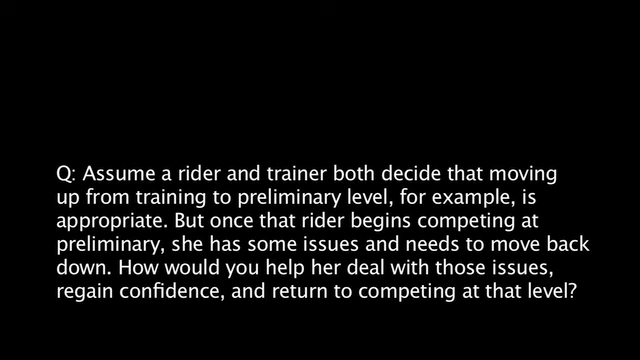 Q: Assume a rider and trainer both decide that moving
up from training to preliminary level, for example, is
appropriate. But once that rider begins competing at
preliminary, she has some issues and needs to move back
down. How would you help her deal with those issues,
regain confidence, and return to competing at that level?